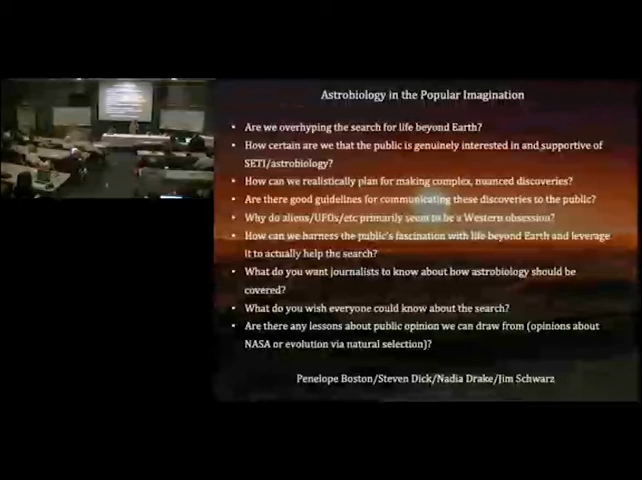 Astrobiology in the Popular Imagination
• Are we overhyping the search for life beyond Earth?
• How certain are we that the public is genuinely interested in and supportive of
SETI/astrobiology?
• How can we realistically plan for making complex, nuanced discoveries?
• Are there good guidelines for communicating these discoveries to the public?
• Why do aliens/UFOs/etc primarily seem to be a Western obsession?
• How can we harness the public's fascination with life beyond Earth and leverage
it to actually help the search?
• What do you want journalists to know about how astrobiology should be
covered?
• What do you wish everyone could know about the search?
• Are there any lessons about public opinion we can draw from (opinions about
NASA or evolution via natural selection)?
Penelope Boston/Steven Dick/Nadia Drake/Jim Schwarz